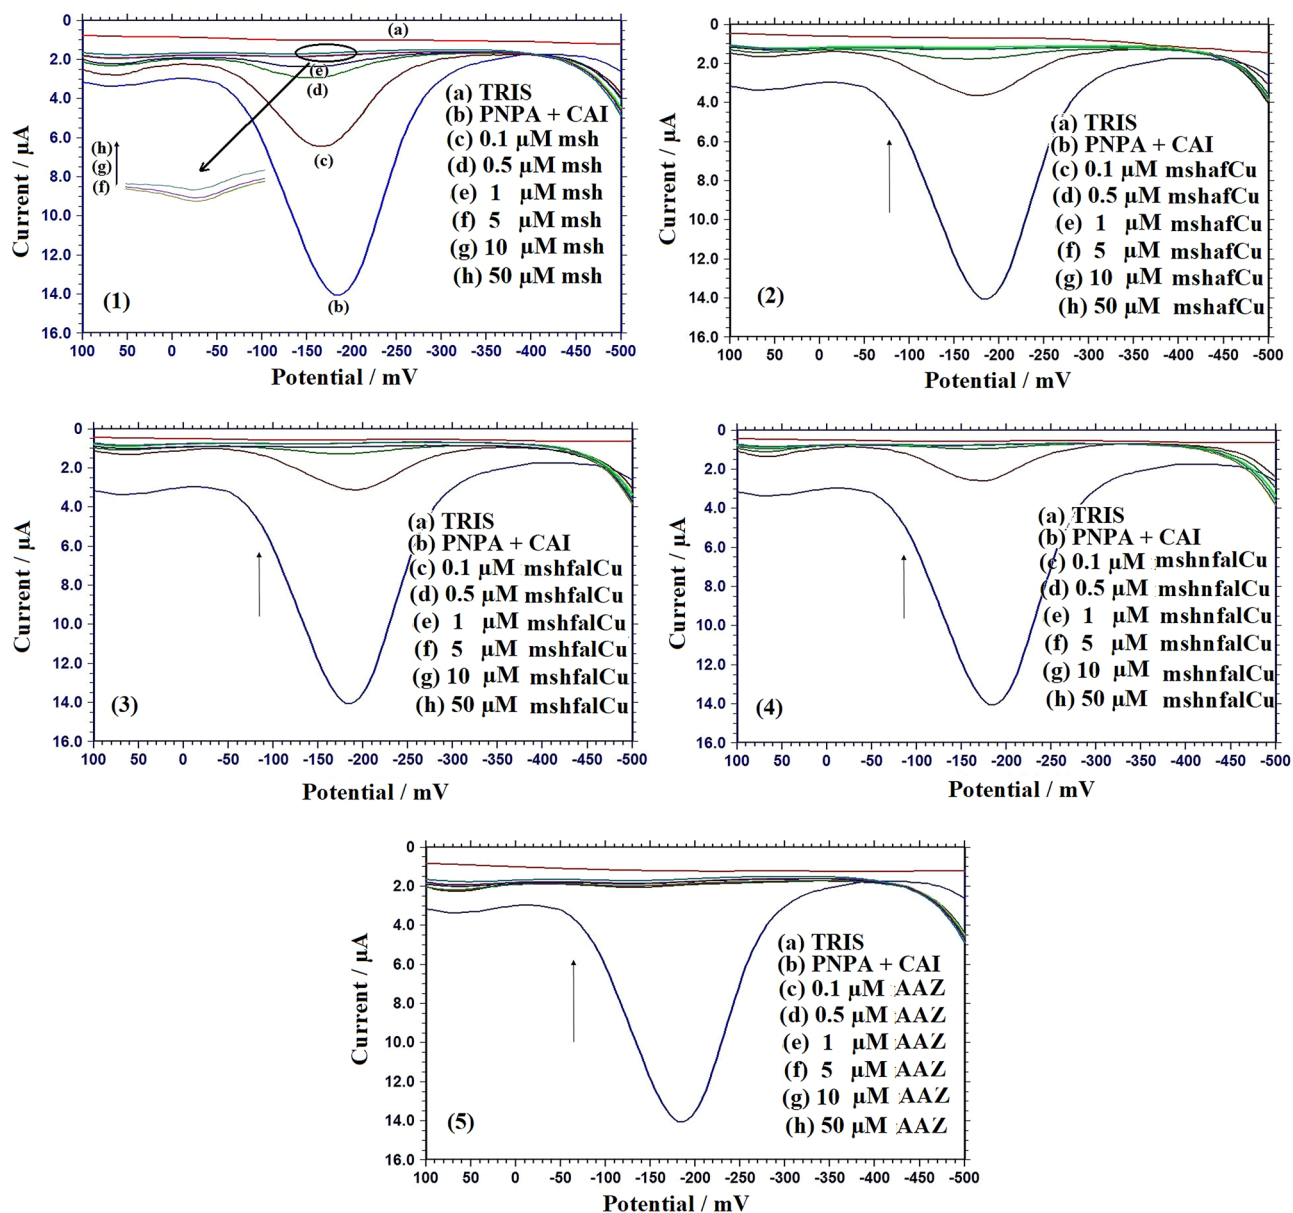 0
2.0
4.0
6.0
8.0
10.0
12.0
14.0
16.0
Current / µA
(a)
(e)
(d)
(c)
(b)
(h)
(g)
(f)
(a) TRIS
(b) PNPA + CAI
(c) 0.1 µM msh
(d) 0.5 µM msh
(e) 1 µM msh
(f) 5 µM msh
(g) 10 µM msh
(h) 50 µM msh
(1)
100 50 0 -50 -100 -150 -200 -250 -300 -350 -400 -450 -500
Potential / mV
0
2.0
4.0
6.0
8.0
10.0
12.0
14.0
16.0
Current / µA
(a) TRIS
(b) PNPA + CAI
(c) 0.1 µM mshafCu
(d) 0.5 µM mshafCu
(e) 1 µM mshafCu
(f) 5 µM mshafCu
(g) 10 µM mshafCu
(h) 50 µM mshafCu
(2)
100 50 0 -50 -100 -150 -200 -250 -300 -350 -400 -450 -500
Potential / mV
0
2.0
4.0
6.0
8.0
10.0
12.0
14.0
16.0
Current / µA
(a) TRIS
(b) PNPA + CAI
(c) 0.1 µM mshfalCu
(d) 0.5 µM mshfalCu
(e) 1 µM mshfalCu
(f) 5 µM mshfalCu
(g) 10 µM mshfalCu
(h) 50 µM mshfalCu
(3)
100 50 0 -50 -100 -150 -200 -250 -300 -350 -400 -450 -500
Potential / mV
0
2.0
4.0
6.0
8.0
10.0
12.0
14.0
16.0
Current / µA
(a) TRIS
(b) PNPA + CAI
(c) 0.1 µM mshnfalCu
(d) 0.5 µM mshnfalCu
(e) 1 µM mshnfalCu
(f) 5 µM mshnfalCu
(g) 10 µM mshnfalCu
(h) 50 µM mshnfalCu
(4)
100 50 0 -50 -100 -150 -200 -250 -300 -350 -400 -450 -500
Potential / mV
0
2.0
4.0
6.0
8.0
10.0
12.0
14.0
16.0
Current / µA
(a) TRIS
(b) PNPA + CAI
(c) 0.1 µM AAZ
(d) 0.5 µM AAZ
(e) 1 µM AAZ
(f) 5 µM AAZ
(g) 10 µM AAZ
(h) 50 µM AAZ
(5)
100 50 0 -50 -100 -150 -200 -250 -300 -350 -400 -450 -500
Potential / mV